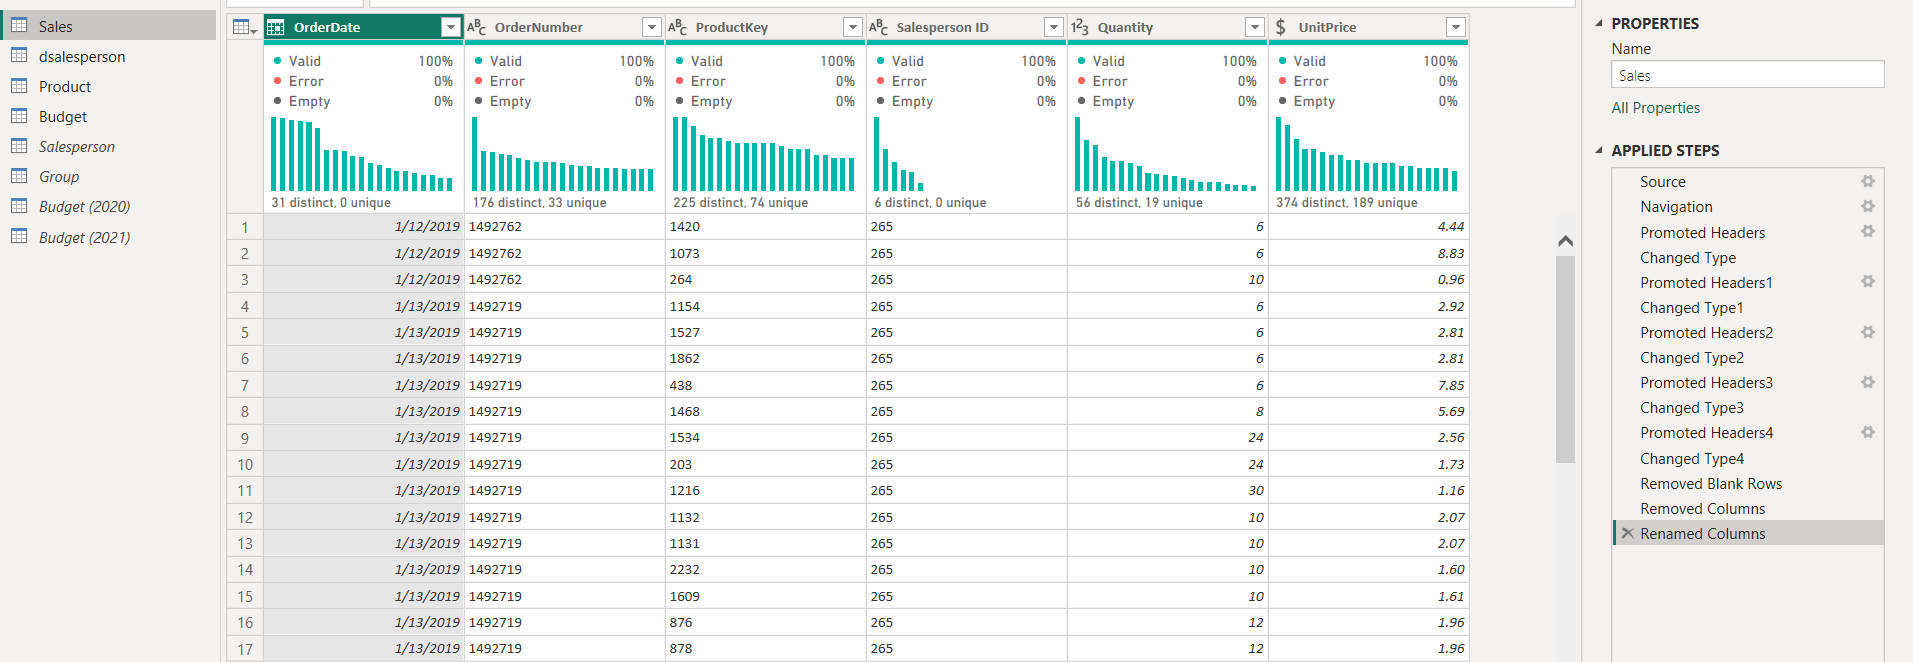 Sales
dsalesperson
Product
Budget
Salesperson
Group
Budget (2020)
Budget (2021)
OrderDate ABC OrderNumber ABC ProductKey ABC Salesperson ID 123 Quantity $ UnitPrice
Valid 100% Valid 100% Valid 100% Valid 100% Valid 100% Valid 100%
Error 0% Error 0% Error 0% Error 0% Error 0% Error 0%
Empty 0% Empty 0% Empty 0% Empty 0% Empty 0% Empty 0%
31 distinct, 0 unique 176 distinct, 33 unique 225 distinct, 74 unique 6 distinct, 0 unique 56 distinct, 19 unique 374 distinct, 189 unique
1 1/12/2019 1492762 1420 265 6 4.44
2 1/12/2019 1492762 1073 265 6 8.83
3 1/12/2019 1492762 264 265 10 0.96
4 1/13/2019 1492719 1154 265 6 2.92
5 1/13/2019 1492719 1527 265 6 2.81
6 1/13/2019 1492719 1862 265 6 2.81
7 1/13/2019 1492719 438 265 6 7.85
8 1/13/2019 1492719 1468 265 8 5.69
9 1/13/2019 1492719 1534 265 24 2.56
10 1/13/2019 1492719 203 265 24 1.73
11 1/13/2019 1492719 1216 265 30 1.16
12 1/13/2019 1492719 1132 265 10 2.07
13 1/13/2019 1492719 1131 265 10 2.07
14 1/13/2019 1492719 2232 265 10 1.60
15 1/13/2019 1492719 1609 265 10 1.61
16 1/13/2019 1492719 876 265 12 1.96
17 1/13/2019 1492719 878 265 12 1.96
PROPERTIES
Name
Sales
All Properties
APPLIED STEPS
Source
Navigation
Promoted Headers
Changed Type
Promoted Headers1
Changed Type1
Promoted Headers2
Changed Type2
Promoted Headers3
Changed Type3
Promoted Headers4
Changed Type4
Removed Blank Rows
Removed Columns
Renamed Columns